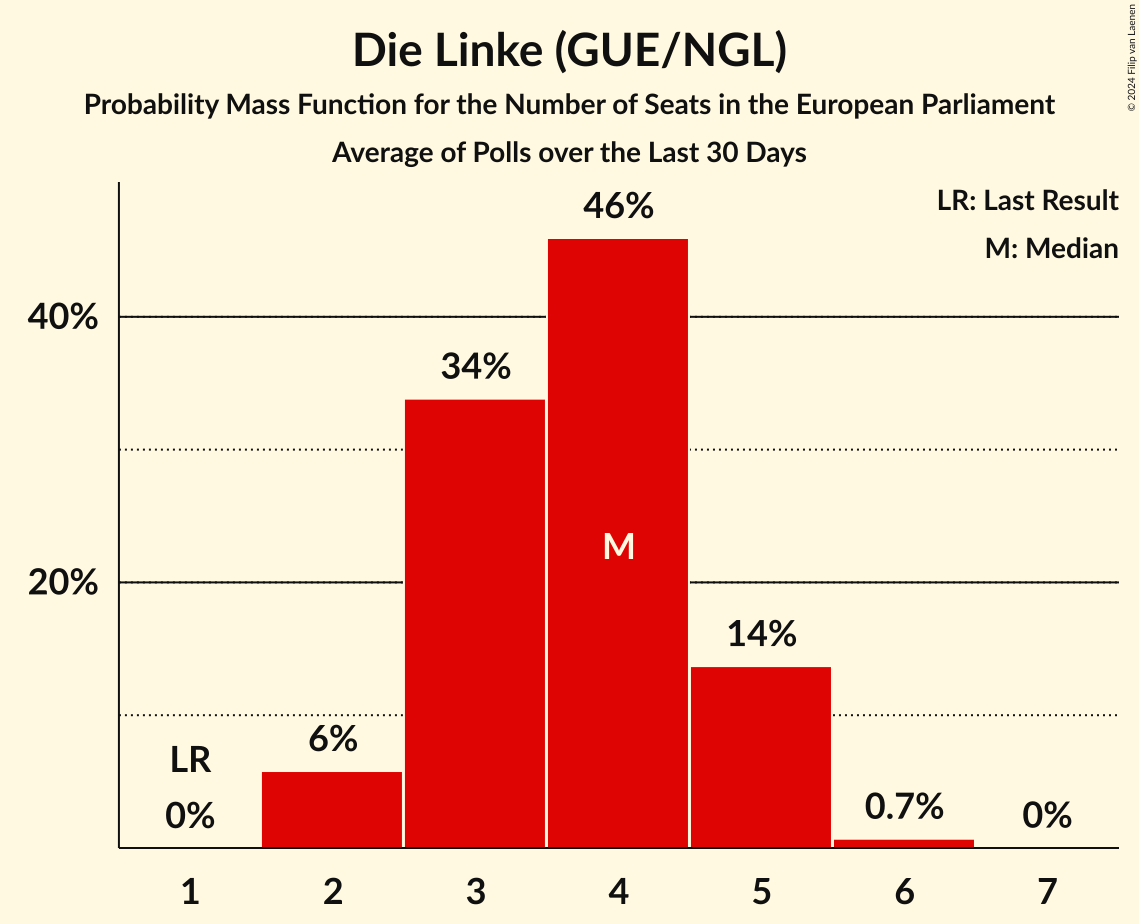 Die Linke (GUE/NGL)
Probability Mass Function for the Number of Seats in the European Parliament
Average of Polls over the Last 30 Days
© 2024 Filip van Laenen
LR: Last Result
M: Median
46%
40%
34%
M
20%
14%
6%
LR
0%
0.7%
0%
1 2 3 4 5 6 7